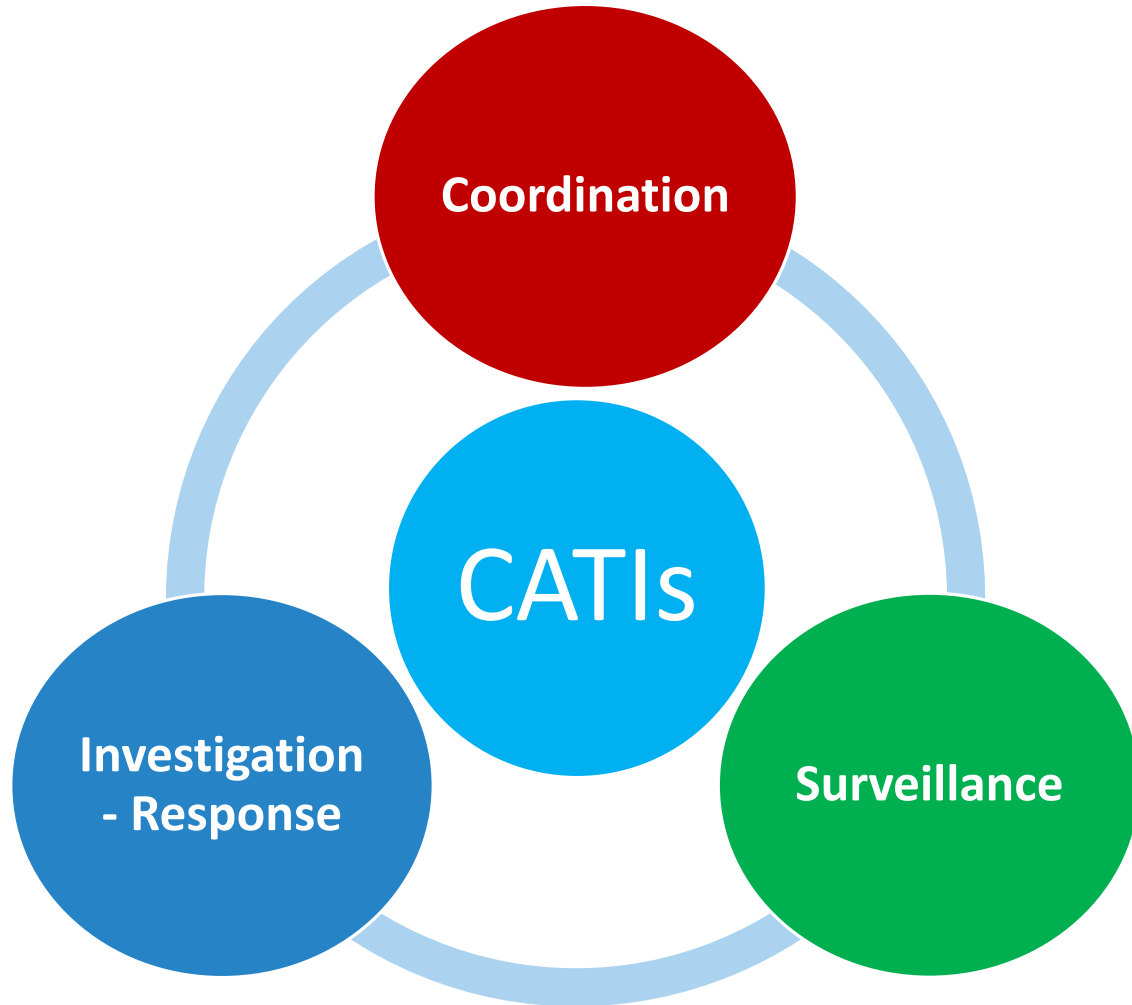 Coordination
CATIs
Investigation
- Response
Surveillance